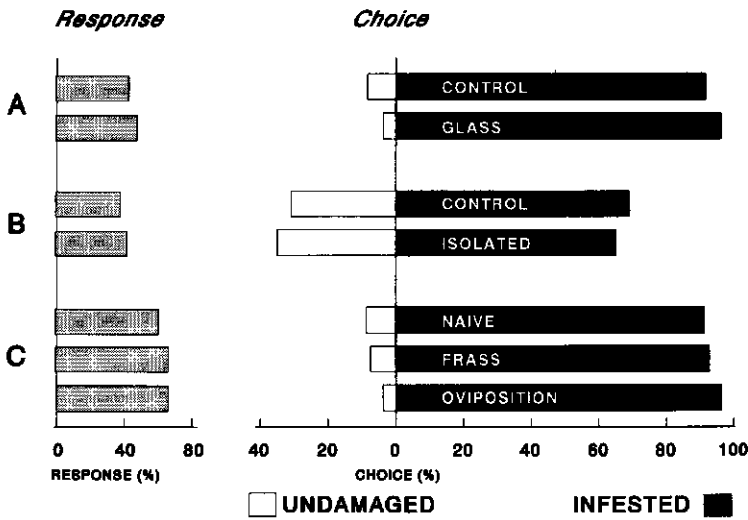 Response Choice
A
CONTROL
GLASS
B
CONTROL
ISOLATED
C
NAIVE
FRASS
OVIPOSITION
0 40 80 40 20 0 20 40 60 80 100
RESPONSE (%) CHOICE (%)
UNDAMAGED INFESTED